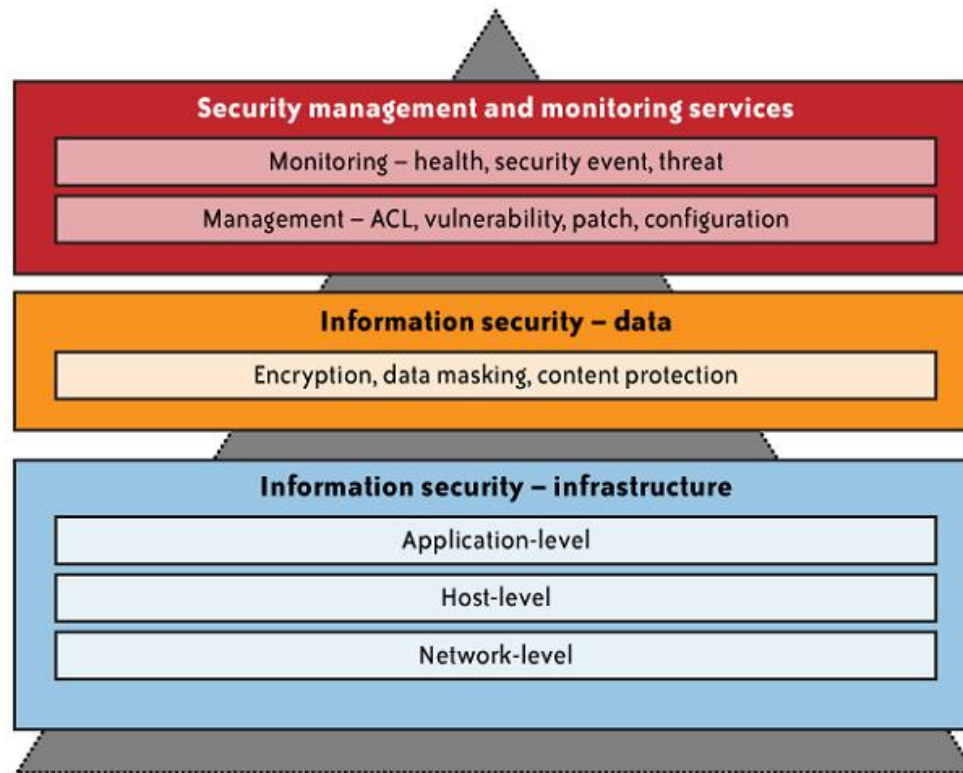 Security management and monitoring services
Monitoring – health, security event, threat
Management – ACL, vulnerability, patch, configuration
Information security – data
Encryption, data masking, content protection
Information security – infrastructure
Application-level
Host-level
Network-level